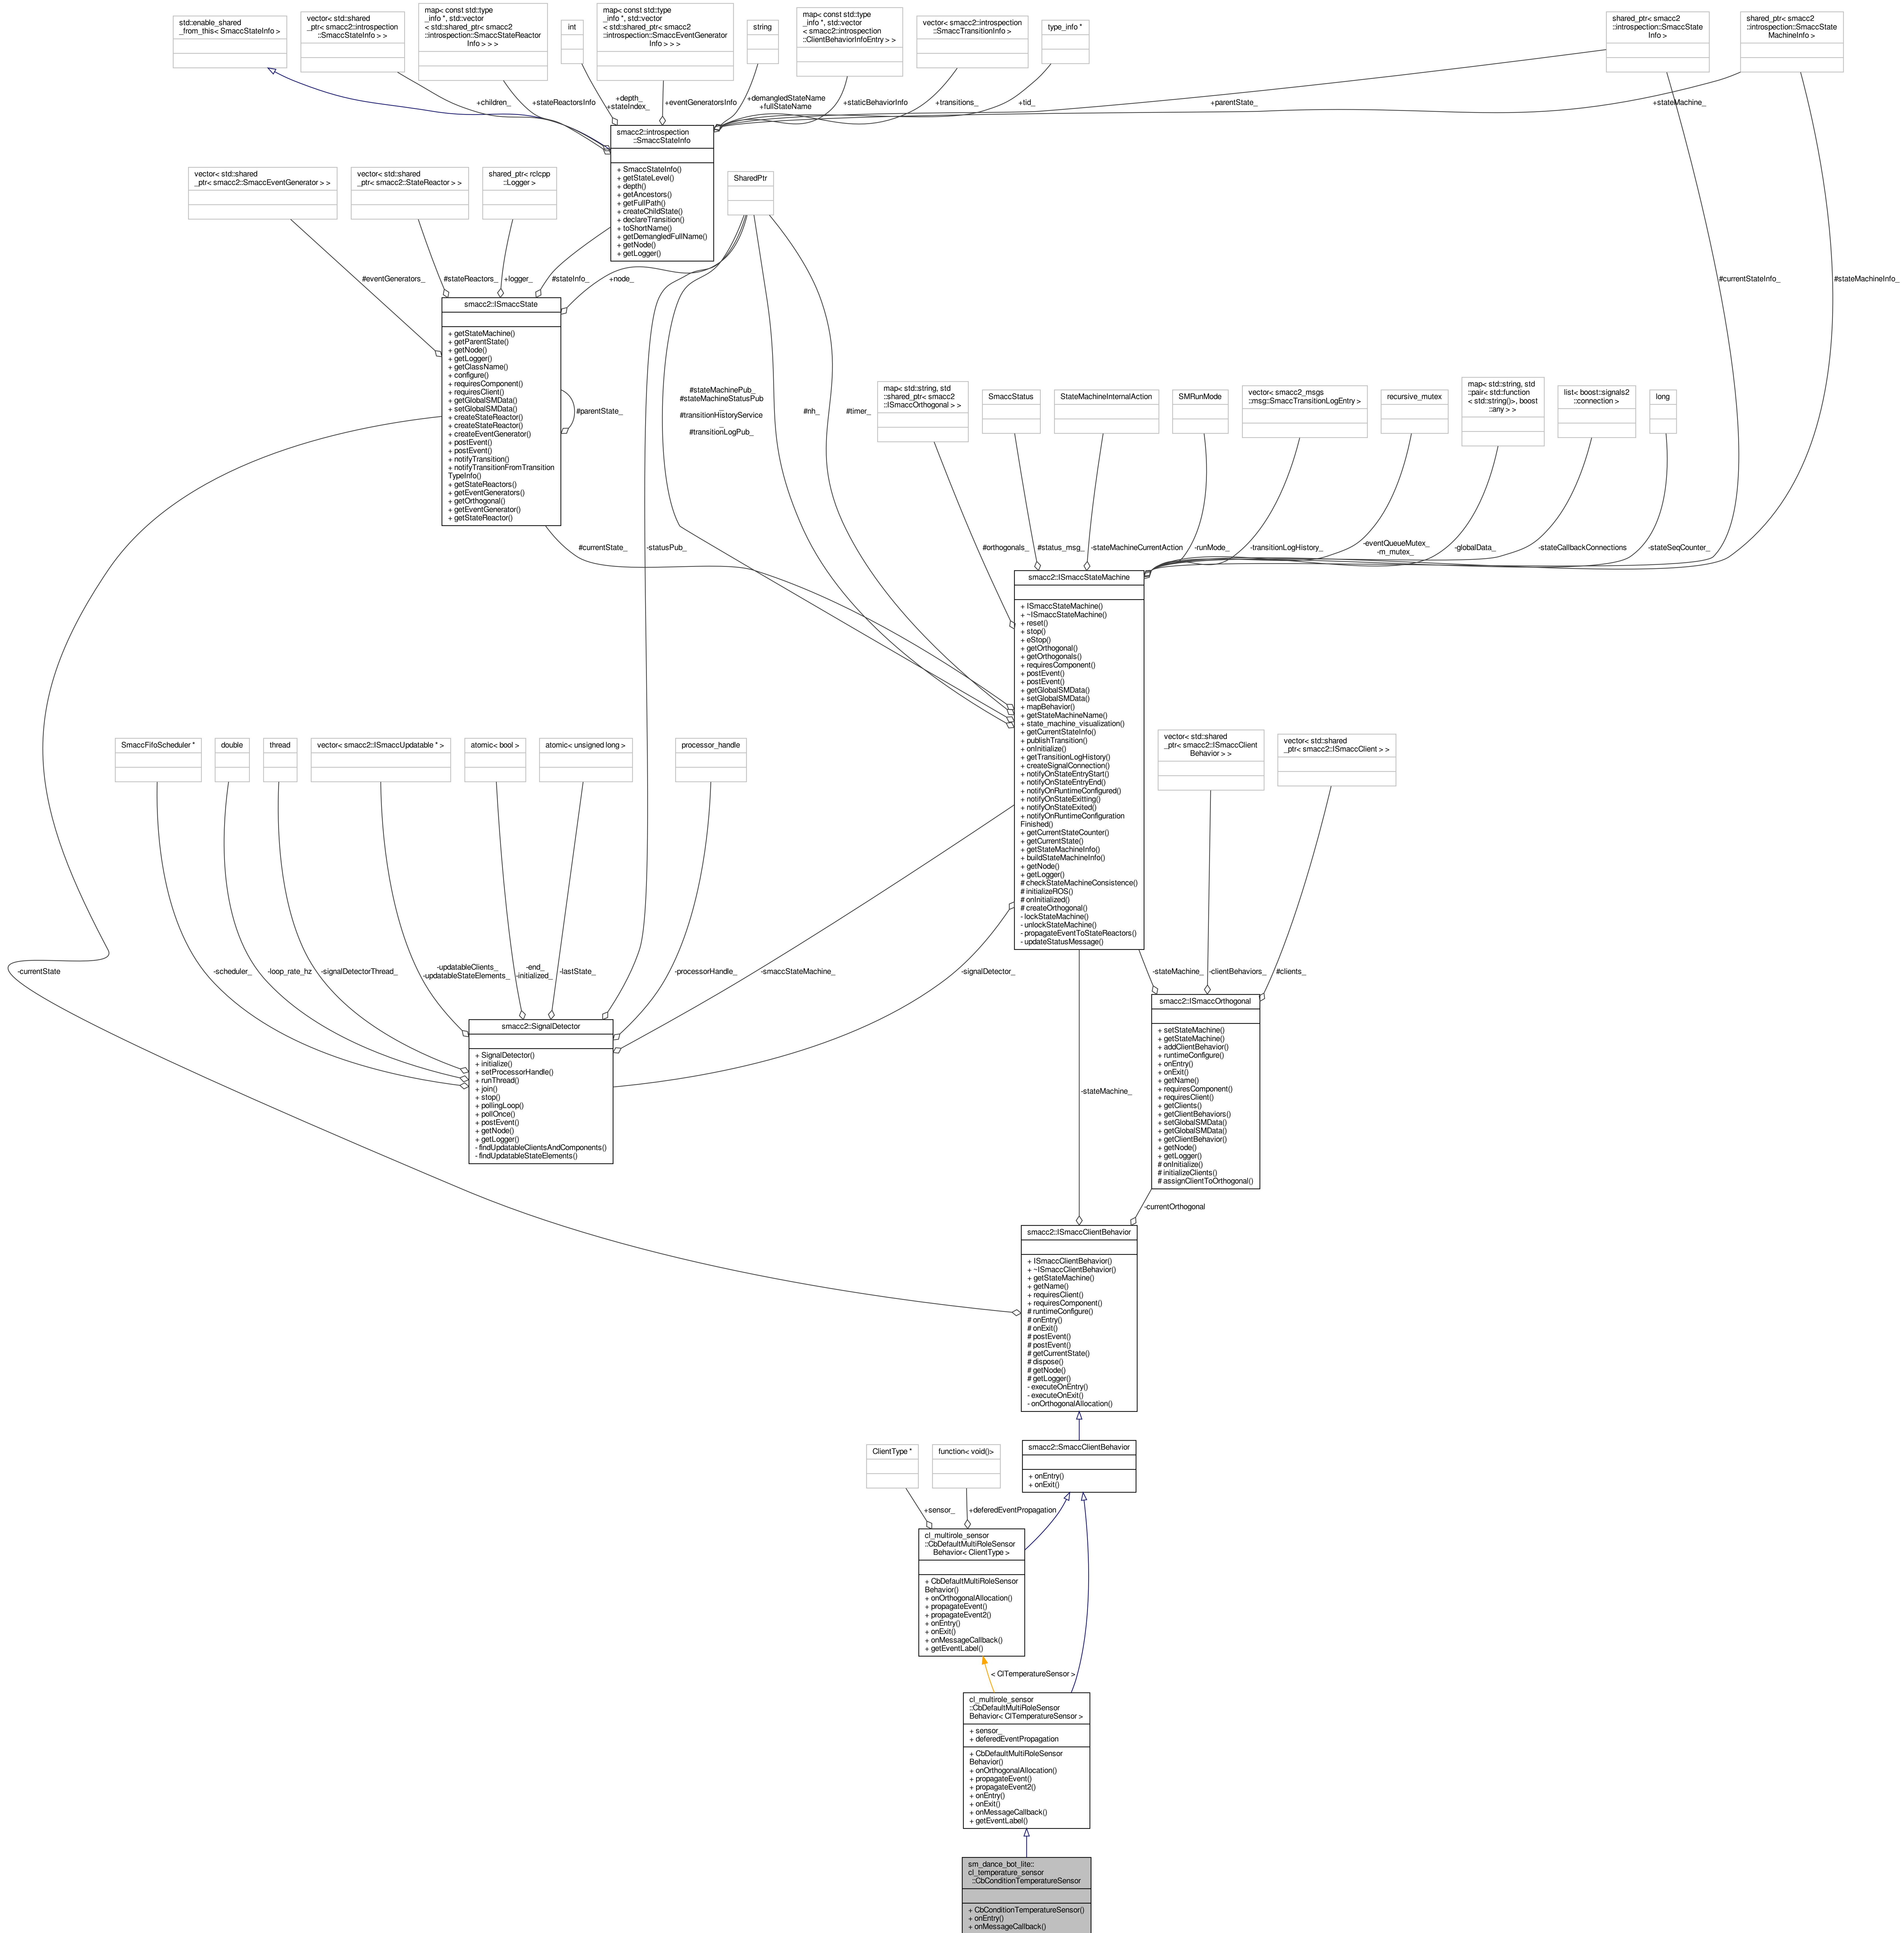 std::enable_shared
_from_this< SmaccStateInfo >
vector< std::shared
_ptr< smacc2::introspection
::SmaccStateInfo > >
map< const std::type
_info *, std::vector
< std::shared_ptr< smacc2
::introspection::SmaccStateReactor
Info > > >
int
map< const std::type
_info *, std::vector
< std::shared_ptr< smacc2
::introspection::SmaccEventGenerator
Info > > >
string
map< const std::type
_info *, std::vector
< smacc2::introspection
::ClientBehaviorInfoEntry > >
vector< smacc2::introspection
::SmaccTransitionInfo >
type_info *
shared_ptr< smacc2
::introspection::SmaccState
Info >
shared_ptr< smacc2
::introspection::SmaccState
MachineInfo >
+children_
+stateReactorsInfo
+depth_
+stateIndex_
+eventGeneratorsInfo
+demangledStateName
+fullStateName
+staticBehaviorInfo
+transitions_
+tid_
+parentState_
+stateMachine_
smacc2::introspection
::SmaccStateInfo
+ SmaccStateInfo()
+ getStateLevel()
+ depth()
+ getAncestors()
+ getFullPath()
+ createChildState()
+ declareTransition()
+ toShortName()
+ getDemangledFullName()
+ getNode()
+ getLogger()
vector< std::shared
_ptr< smacc2::SmaccEventGenerator > >
vector< std::shared
_ptr< smacc2::StateReactor > >
shared_ptr< rclcpp
::Logger >
SharedPtr
#eventGenerators_
#stateReactors_
+logger_
#stateInfo_
+node_
#currentStateInfo_
#stateMachineInfo_
smacc2::ISmaccState
+ getStateMachine()
+ getParentState()
+ getNode()
+ getLogger()
+ getClassName()
+ configure()
+ requiresComponent()
+ requiresClient()
+ getGlobalSMData()
+ setGlobalSMData()
+ createStateReactor()
+ createStateReactor()
+ createEventGenerator()
+ postEvent()
+ postEvent()
+ notifyTransition()
+ notifyTransitionFromTransition
TypeInfo()
+ getStateReactors()
+ getEventGenerators()
+ getOrthogonal()
+ getEventGenerator()
+ getStateReactor()
#parentState_
#stateMachinePub_
#stateMachineStatusPub
_
#transitionHistoryService
_
#transitionLogPub_
#nh_
#timer_
map< std::string, std
::shared_ptr< smacc2
::ISmaccOrthogonal > >
SmaccStatus
StateMachineInternalAction
SMRunMode
vector< smacc2_msgs
::msg::SmaccTransitionLogEntry >
recursive_mutex
map< std::string, std
::pair< std::function
< std::string()>, boost
::any > >
list< boost::signals2
::connection >
long
#currentState_
-statusPub_
#orthogonals_
#status_msg_
-stateMachineCurrentAction
-runMode_
-transitionLogHistory_
-eventQueueMutex_
-m_mutex_
-globalData_
-stateCallbackConnections
-stateSeqCounter_
smacc2::ISmaccStateMachine
+ ISmaccStateMachine()
+ ~ISmaccStateMachine()
+ reset()
+ stop()
+ eStop()
+ getOrthogonal()
+ getOrthogonals()
+ requiresComponent()
+ postEvent()
+ postEvent()
+ getGlobalSMData()
+ setGlobalSMData()
+ mapBehavior()
+ getStateMachineName()
+ state_machine_visualization()
+ getCurrentStateInfo()
+ publishTransition()
+ onInitialize()
+ getTransitionLogHistory()
+ createSignalConnection()
+ notifyOnStateEntryStart()
+ notifyOnStateEntryEnd()
+ notifyOnRuntimeConfigured()
+ notifyOnStateExitting()
+ notifyOnStateExited()
+ notifyOnRuntimeConfiguration
Finished()
+ getCurrentStateCounter()
+ getCurrentState()
+ getStateMachineInfo()
+ buildStateMachineInfo()
+ getNode()
+ getLogger()
# checkStateMachineConsistence()
# initializeROS()
# onInitialized()
# createOrthogonal()
- lockStateMachine()
- unlockStateMachine()
- propagateEventToStateReactors()
- updateStatusMessage()
SmaccFifoScheduler *
double
thread
vector< smacc2::ISmaccUpdatable * >
atomic< bool >
atomic< unsigned long >
processor_handle
vector< std::shared
_ptr< smacc2::ISmaccClient
Behavior > >
vector< std::shared
_ptr< smacc2::ISmaccClient > >
-currentState
-scheduler_
-loop_rate_hz
-signalDetectorThread_
-updatableClients_
-updatableStateElements_
-end_
-initialized_
-lastState_
-processorHandle_
-smaccStateMachine_
-signalDetector_
-stateMachine_
-clientBehaviors_
#clients_
smacc2::SignalDetector
+ SignalDetector()
+ initialize()
+ setProcessorHandle()
+ runThread()
+ join()
+ stop()
+ pollingLoop()
+ pollOnce()
+ postEvent()
+ getNode()
+ getLogger()
- findUpdatableClientsAndComponents()
- findUpdatableStateElements()
smacc2::ISmaccOrthogonal
+ setStateMachine()
+ getStateMachine()
+ addClientBehavior()
+ runtimeConfigure()
+ onEntry()
+ onExit()
+ getName()
+ requiresComponent()
+ requiresClient()
+ getClients()
+ getClientBehaviors()
+ setGlobalSMData()
+ getGlobalSMData()
+ getClientBehavior()
+ getNode()
+ getLogger()
# onInitialize()
# initializeClients()
# assignClientToOrthogonal()
-stateMachine_
-currentOrthogonal
smacc2::ISmaccClientBehavior
+ ISmaccClientBehavior()
+ ~ISmaccClientBehavior()
+ getStateMachine()
+ getName()
+ requiresClient()
+ requiresComponent()
# runtimeConfigure()
# onEntry()
# onExit()
# postEvent()
# postEvent()
# getCurrentState()
# dispose()
# getNode()
# getLogger()
- executeOnEntry()
- executeOnExit()
- onOrthogonalAllocation()
ClientType *
function< void()>
smacc2::SmaccClientBehavior
+ onEntry()
+ onExit()
+sensor_
+deferedEventPropagation
cl_multirole_sensor
::CbDefaultMultiRoleSensor
Behavior< ClientType >
+ CbDefaultMultiRoleSensor
Behavior()
+ onOrthogonalAllocation()
+ propagateEvent()
+ propagateEvent2()
+ onEntry()
+ onExit()
+ onMessageCallback()
+ getEventLabel()
< ClTemperatureSensor >
cl_multirole_sensor
::CbDefaultMultiRoleSensor
Behavior< ClTemperatureSensor >
+ sensor_
+ deferedEventPropagation
+ CbDefaultMultiRoleSensor
Behavior()
+ onOrthogonalAllocation()
+ propagateEvent()
+ propagateEvent2()
+ onEntry()
+ onExit()
+ onMessageCallback()
+ getEventLabel()
sm_dance_bot_lite::
cl_temperature_sensor
::CbConditionTemperatureSensor
+ CbConditionTemperatureSensor()
+ onEntry()
+ onMessageCallback()